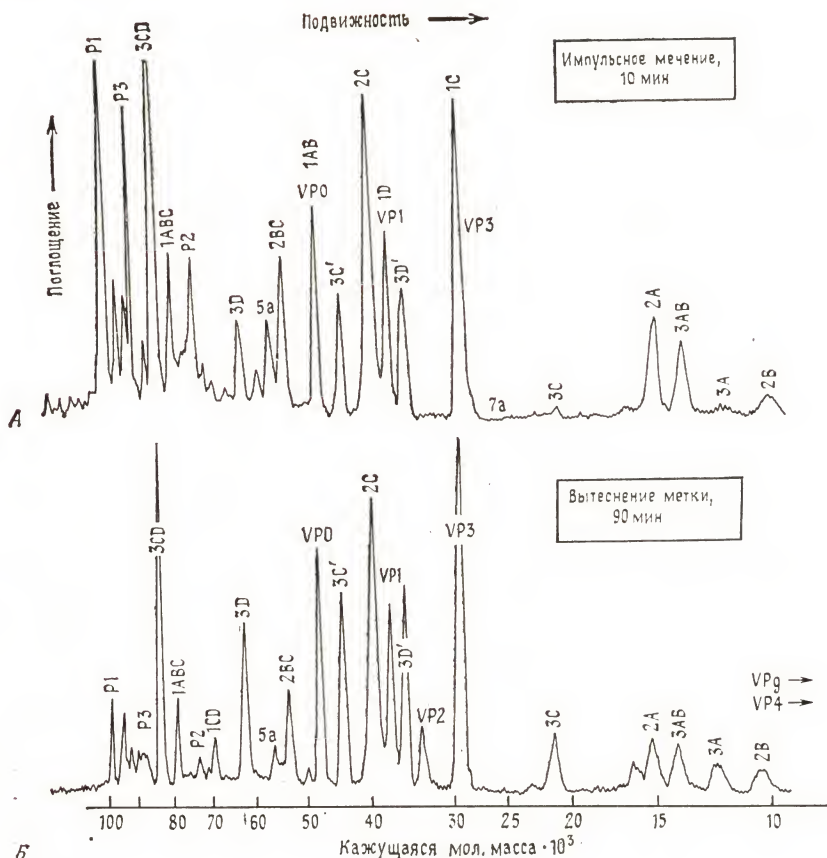 Подвижность
Поглощение
Импульсное мечение,
10 мин
P1
P3
3CD
1ABC
P2
3D
5a
2BC
1AB
VP0
3C'
2C
1D
VP1
3D'
1C
VP3
7a
3C
2A
3AB
3A
2B
А
Вытеснение метки,
90 мин
P1
P3
3CD
1ABC
P2
1CD
3D
5a
2BC
VP0
3C'
2C
VP1
3D'
VP2
VP3
3C
2A
3AB
3A
2B
VPg
VP4
100 80 70 60 50 40 30 25 20 15 10
Б
Кажущаяся мол. масса · 10³